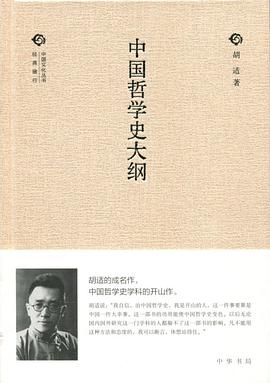 中国文化丛书
经典随行
中国哲学史大纲
胡适 著
胡适的成名作，
中国哲学史学科的开山作。
胡适说：“我自信，治中国哲学史，我是开山的人，这一件事要算是
中国一件大幸事。这一部书的功用能使中国哲学史变色。以后无论
国内国外研究这一门学科的人都躲不了这一部书的影响。凡不能用
这种方法和态度的，我可以断言，休想站得住。”
中华书局